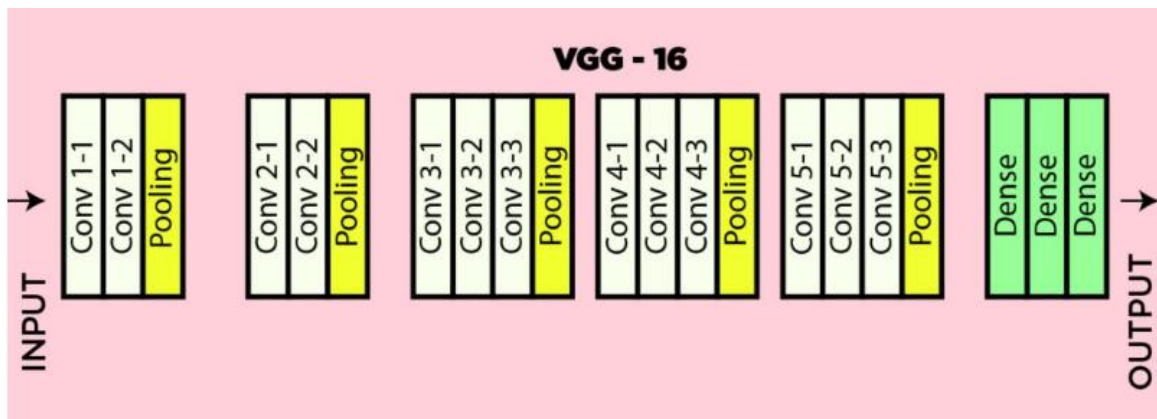 VGG - 16
INPUT
Conv 1-1
Conv 1-2
Pooling
Conv 2-1
Conv 2-2
Pooling
Conv 3-1
Conv 3-2
Conv 3-3
Pooling
Conv 4-1
Conv 4-2
Conv 4-3
Pooling
Conv 5-1
Conv 5-2
Conv 5-3
Pooling
Dense
Dense
Dense
OUTPUT